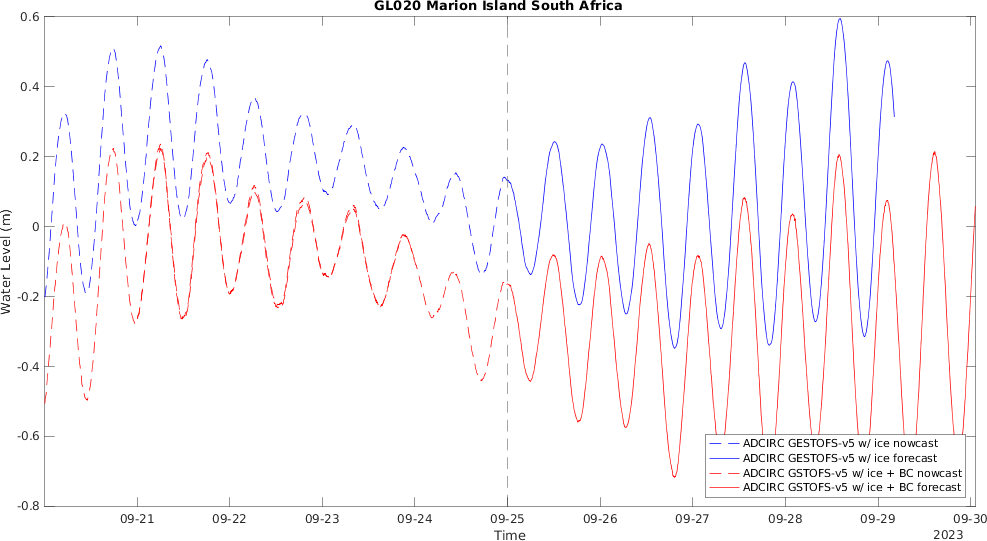 GL020 Marion Island South Africa
0.6
0.4
0.2
0
-0.2
-0.4
-0.6
-0.8
Water Level (m)
ADCIRC GESTOFS-v5 w/ ice nowcast
ADCIRC GESTOFS-v5 w/ ice forecast
ADCIRC GSTOFS-v5 w/ ice + BC nowcast
ADCIRC GSTOFS-v5 w/ ice + BC forecast
09-21 09-22 09-23 09-24 09-25 09-26 09-27 09-28 09-29 09-30
Time
2023